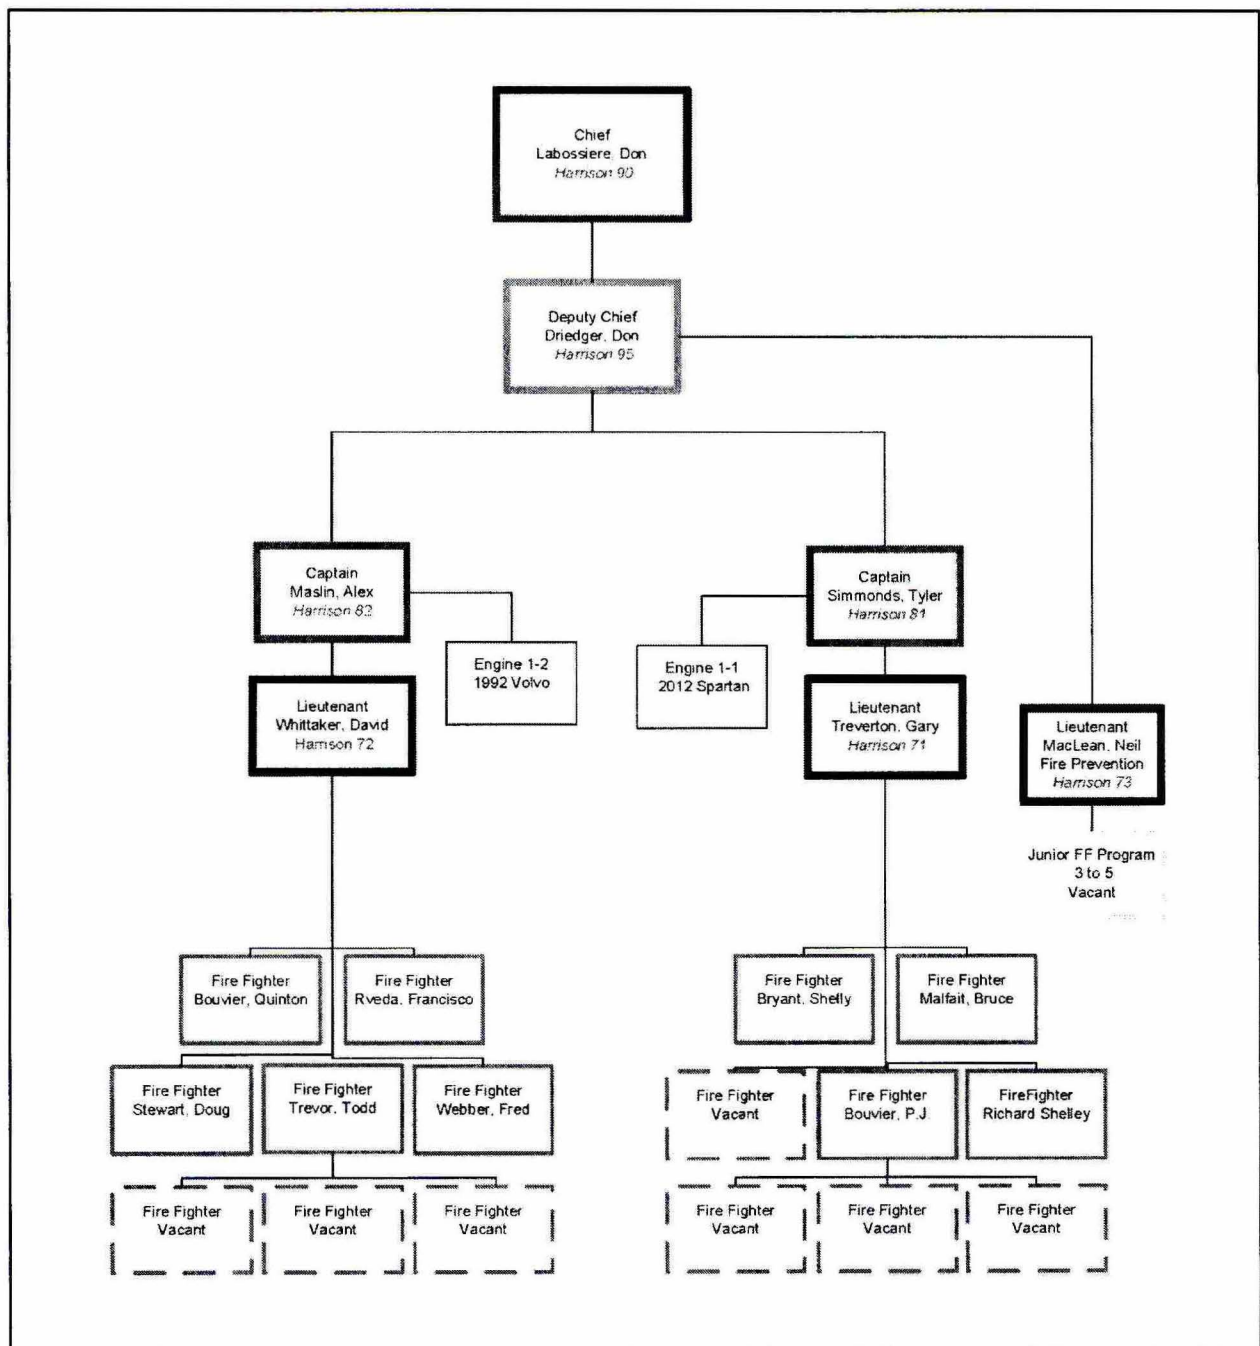 Chief
Labossiere, Don
Harrison 90
Deputy Chief
Driedger, Don
Harrison 95
Captain
Maslin, Alex
Harrison 82
Engine 1-2
1992 Volvo
Lieutenant
Whittaker, David
Harrison 72
Captain
Simmonds, Tyler
Harrison 81
Engine 1-1
2012 Spartan
Lieutenant
Treverton, Gary
Harrison 71
Lieutenant
MacLean, Neil
Fire Prevention
Harrison 73
Junior FF Program
3 to 5
Vacant
Fire Fighter
Bouvier, Quinton
Fire Fighter
Rveda, Francisco
Fire Fighter
Bryant, Shelly
Fire Fighter
Malfait, Bruce
Fire Fighter
Stewart, Doug
Fire Fighter
Trevor, Todd
Fire Fighter
Webber, Fred
Fire Fighter
Vacant
Fire Fighter
Bouvier, P.J.
FireFighter
Richard Shelley
Fire Fighter
Vacant
Fire Fighter
Vacant
Fire Fighter
Vacant
Fire Fighter
Vacant
Fire Fighter
Vacant
Fire Fighter
Vacant